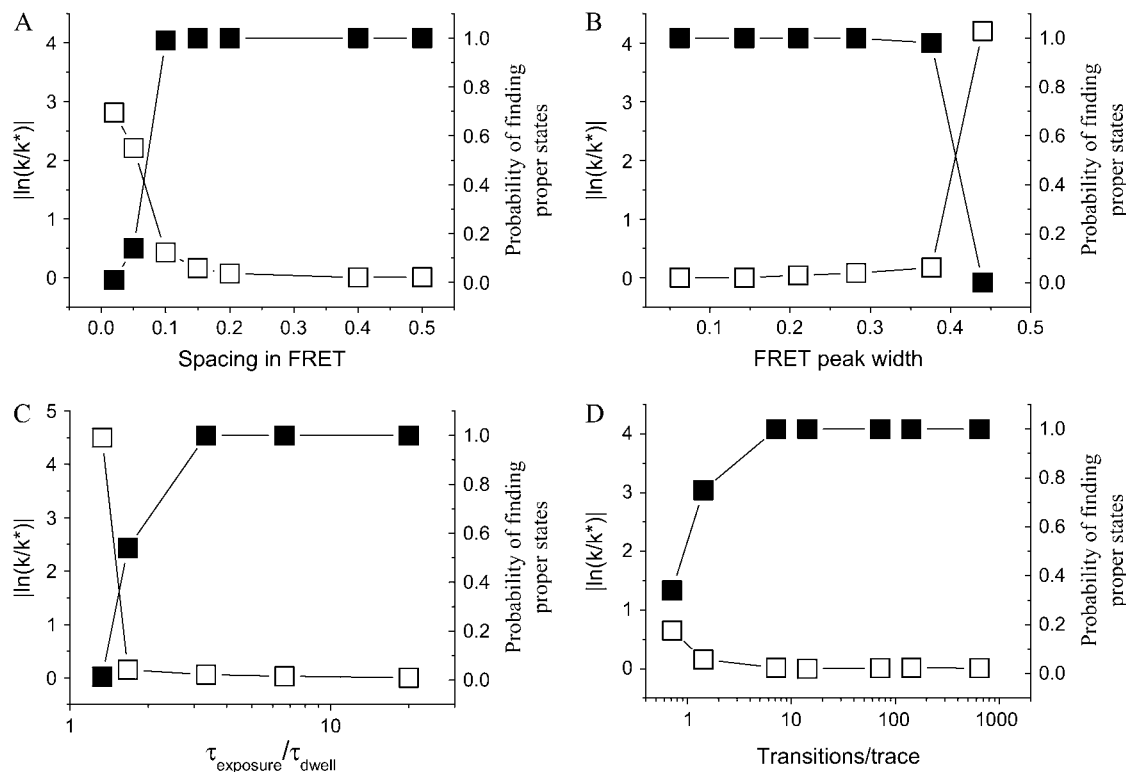 A
|ln(k/k*)|
4
3
2
1
0
0.0 0.1 0.2 0.3 0.4 0.5
Spacing in FRET
1.0
0.8
0.6
0.4
0.2
0.0
Probability of finding
proper states
B
|ln(k/k*)|
4
3
2
1
0
0.1 0.2 0.3 0.4 0.5
FRET peak width
1.0
0.8
0.6
0.4
0.2
0.0
Probability of finding
proper states
C
|ln(k/k*)|
5
4
3
2
1
0
1 10
τexposure/τdwell
1.0
0.8
0.6
0.4
0.2
0.0
Probability of finding
proper states
D
|ln(k/k*)|
4
3
2
1
0
1 10 100 1000
Transitions/trace
1.0
0.8
0.6
0.4
0.2
0.0
Probability of finding
proper states